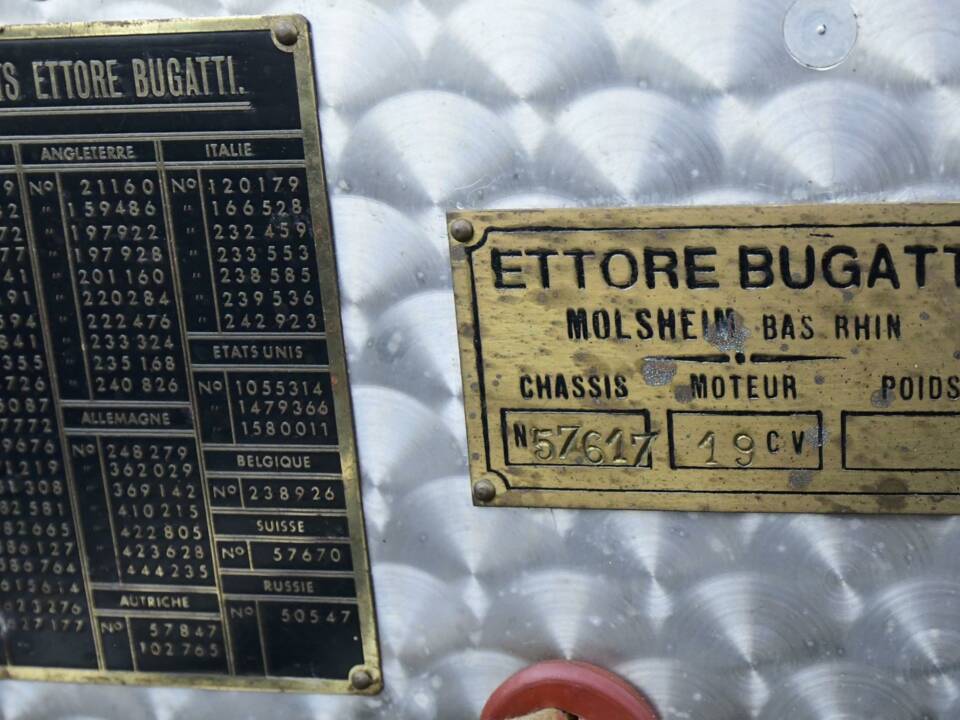 TS ETTORE BUGATTI.
ANGLETERRE
Nº 21160
" 159486
" 197922
" 197928
" 201160
" 220284
" 222476
" 233324
" 235168
" 240826
ALLEMAGNE
Nº 248279
" 362029
" 369142
" 410215
" 422805
" 423628
" 444235
AUTRICHE
Nº 57847
" 102765
ITALIE
Nº 120179
" 166528
" 232459
" 233553
" 238585
" 239536
" 242923
ETATS UNIS
Nº 1055314
" 1479366
" 1580011
BELGIQUE
Nº 238926
SUISSE
Nº 57670
RUSSIE
Nº 50547
ETTORE BUGATT
MOLSHEIM BAS RHIN
CHASSIS MOTEUR POIDS
N 57617 19 CV